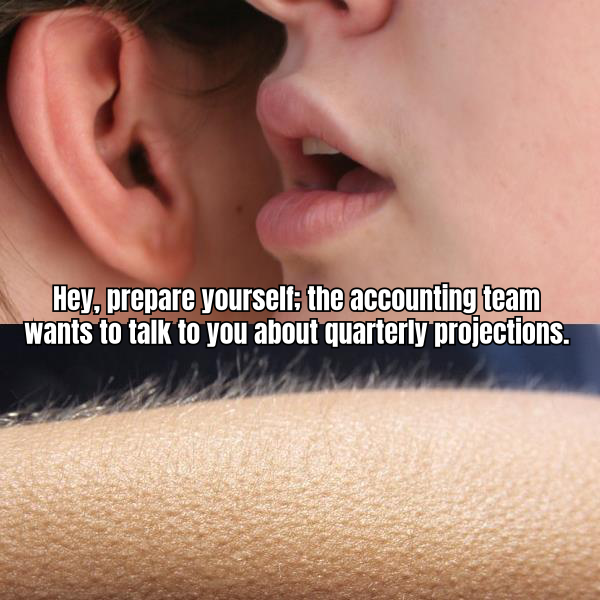 Hey, prepare yourself; the accounting team
wants to talk to you about quarterly projections.